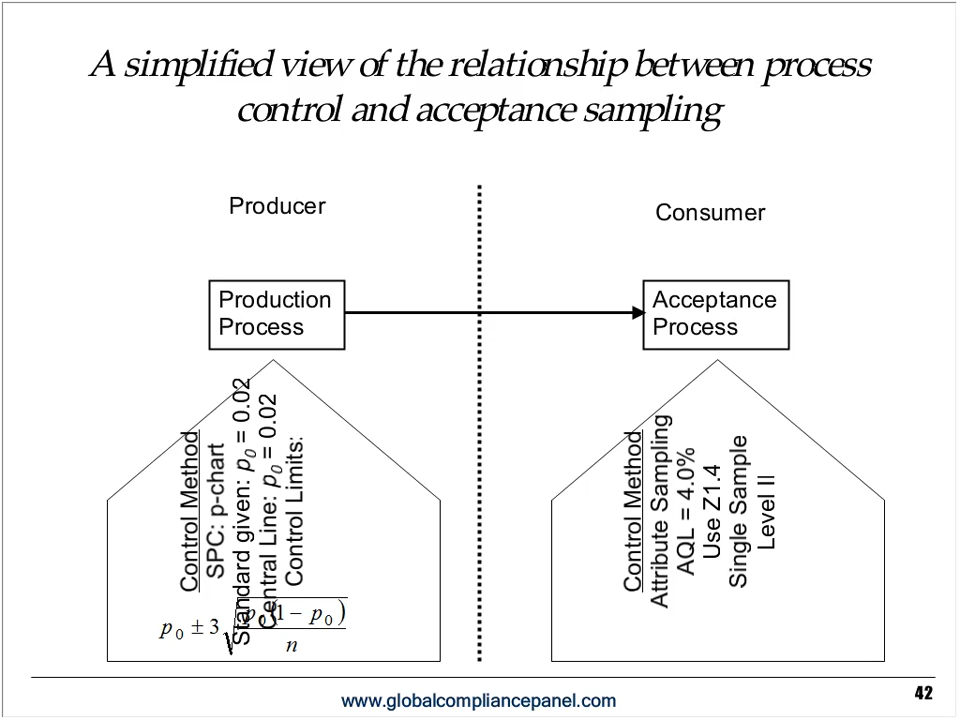 A simplified view of the relationship between process
control and acceptance sampling
Producer
Consumer
Production
Process
Acceptance
Process
Control Method
SPC: p-chart
Standard given: p₀ = 0.02
Central Line: p₀ = 0.02
Control Limits:
p₀ ± 3 √(p₀(1 − p₀) / n)
Control Method
Attribute Sampling
AQL = 4.0%
Use Z1.4
Single Sample
Level II
www.globalcompliancepanel.com
42